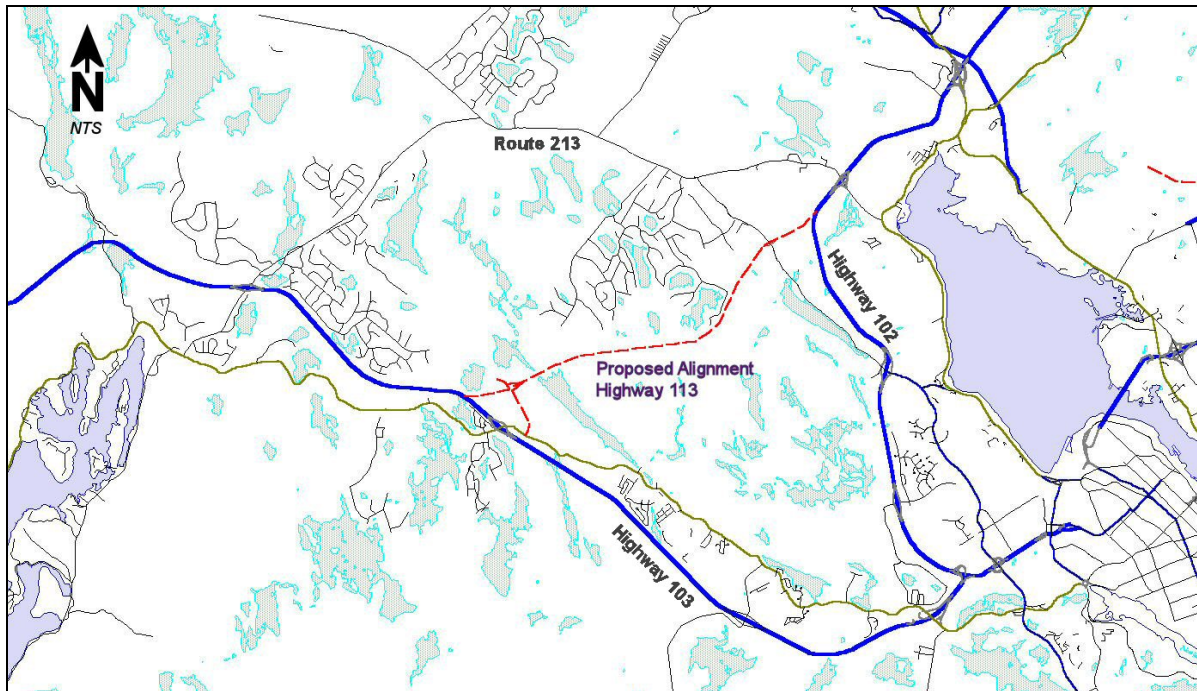 N
NTS
Route 213
Highway 102
Proposed Alignment
Highway 113
Highway 103